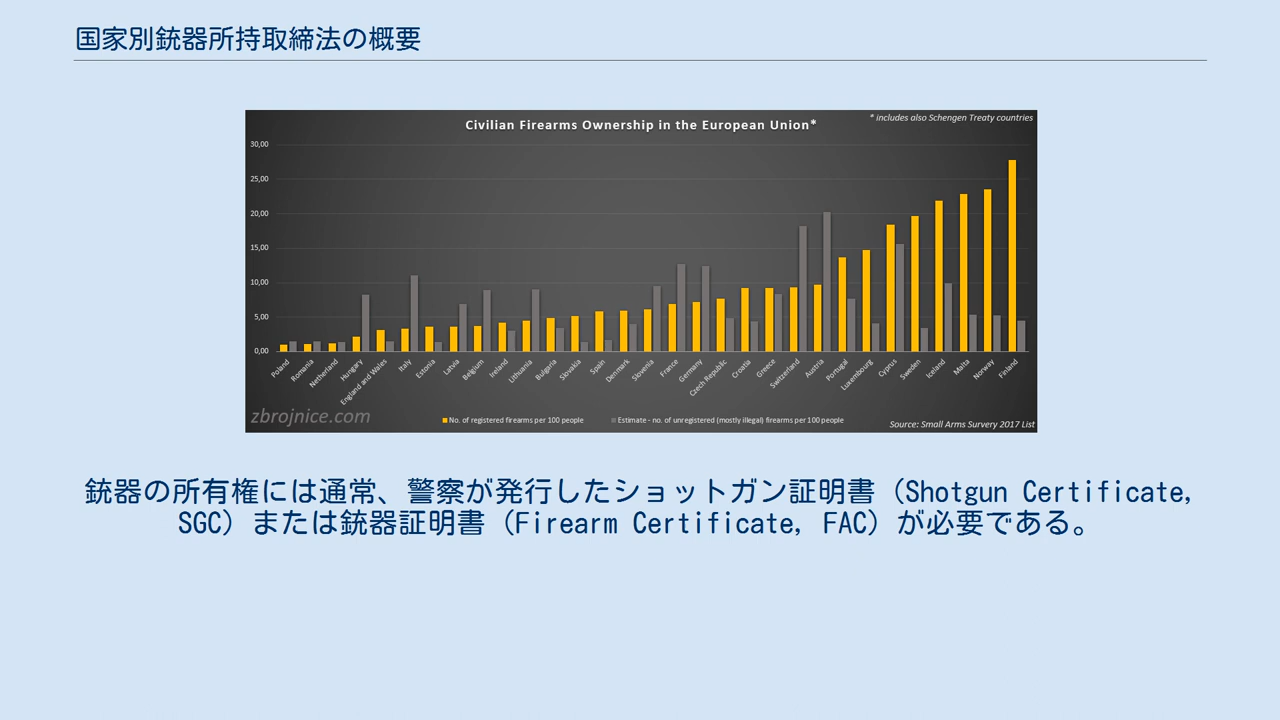 国家別銃器所持取締法の概要
Civilian Firearms Ownership in the European Union*
* includes also Schengen Treaty countries
30,00
25,00
20,00
15,00
10,00
5,00
0,00
Poland
Romania
Netherland
Hungary
England and Wales
Italy
Estonia
Latvia
Belgium
Ireland
Lithuania
Bulgaria
Slovakia
Spain
Denmark
Slovenia
France
Germany
Czech Republic
Croatia
Greece
Switzerland
Austria
Portugal
Luxembourg
Cyprus
Sweden
Iceland
Malta
Norway
Finland
zbrojnice.com
No. of registered firearms per 100 people
Estimate - no. of unregistered (mostly illegal) firearms per 100 people
Source: Small Arms Survery 2017 List
銃器の所有権には通常、警察が発行したショットガン証明書（Shotgun Certificate,
SGC）または銃器証明書（Firearm Certificate, FAC）が必要である。